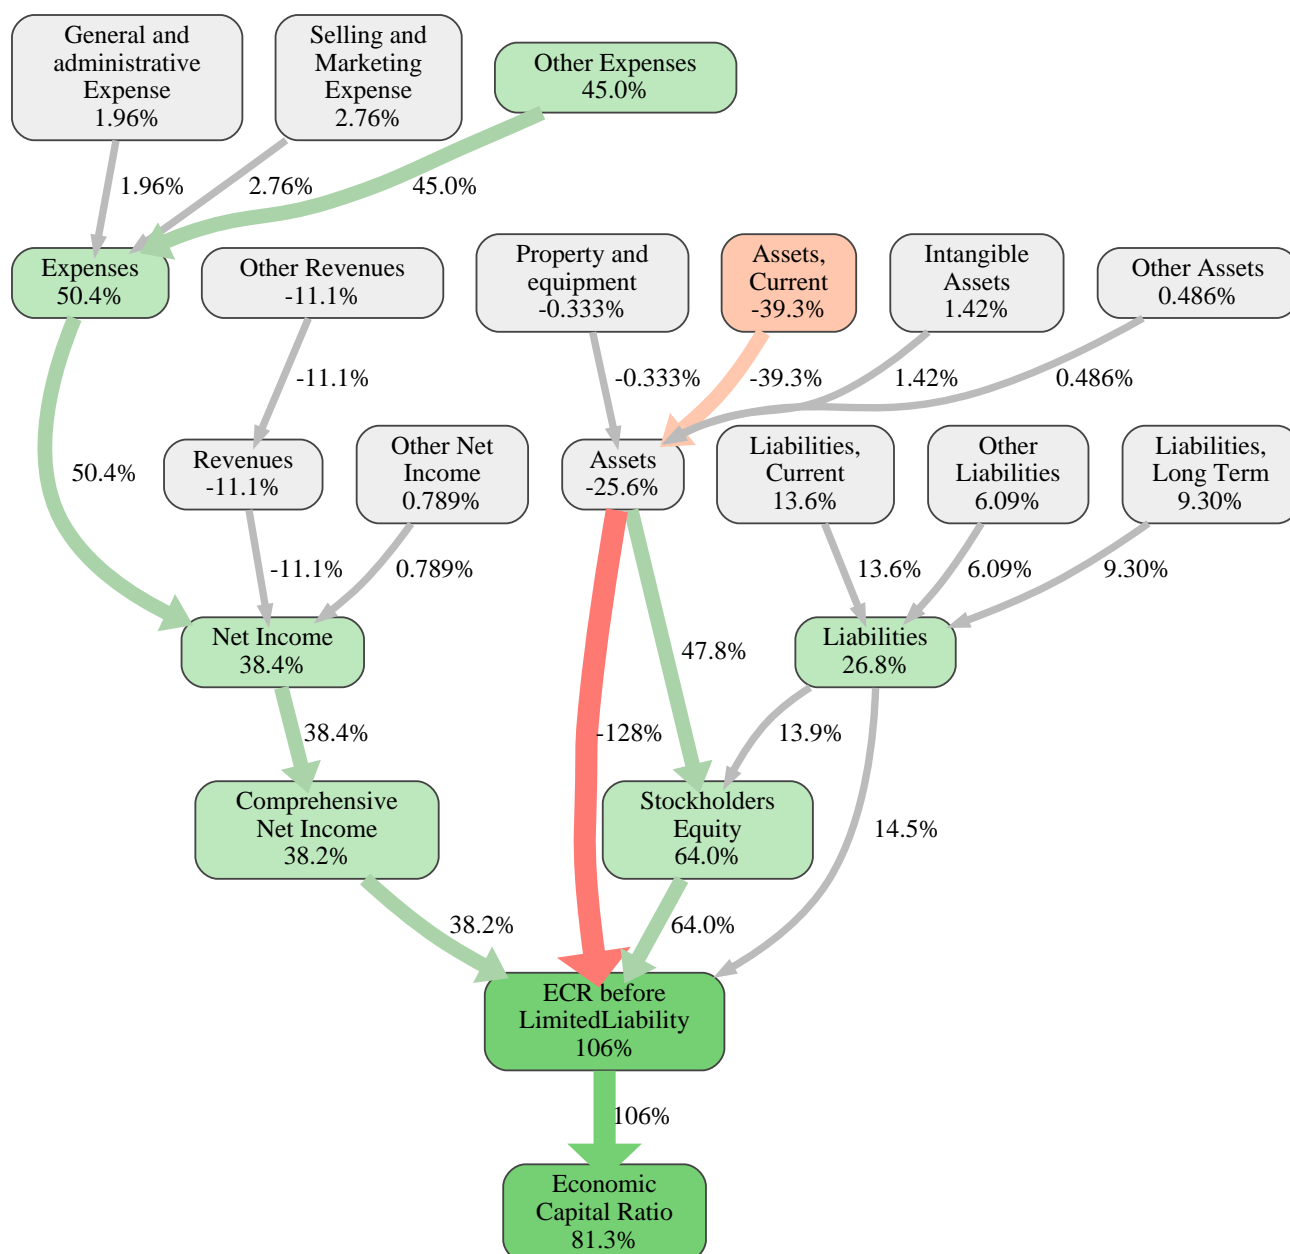 General and
administrative
Expense
1.96%
Selling and
Marketing
Expense
2.76%
Other Expenses
45.0%
1.96%
2.76%
45.0%
Expenses
50.4%
Other Revenues
-11.1%
Property and
equipment
-0.333%
Assets,
Current
-39.3%
Intangible
Assets
1.42%
Other Assets
0.486%
-11.1%
-0.333%
-39.3%
1.42%
0.486%
50.4%
Revenues
-11.1%
Other Net
Income
0.789%
Assets
-25.6%
Liabilities,
Current
13.6%
Other
Liabilities
6.09%
Liabilities,
Long Term
9.30%
-11.1%
0.789%
13.6%
6.09%
9.30%
Net Income
38.4%
47.8%
Liabilities
26.8%
38.4%
-128%
13.9%
Comprehensive
Net Income
38.2%
Stockholders
Equity
64.0%
14.5%
38.2%
64.0%
ECR before
LimitedLiability
106%
106%
Economic
Capital Ratio
81.3%